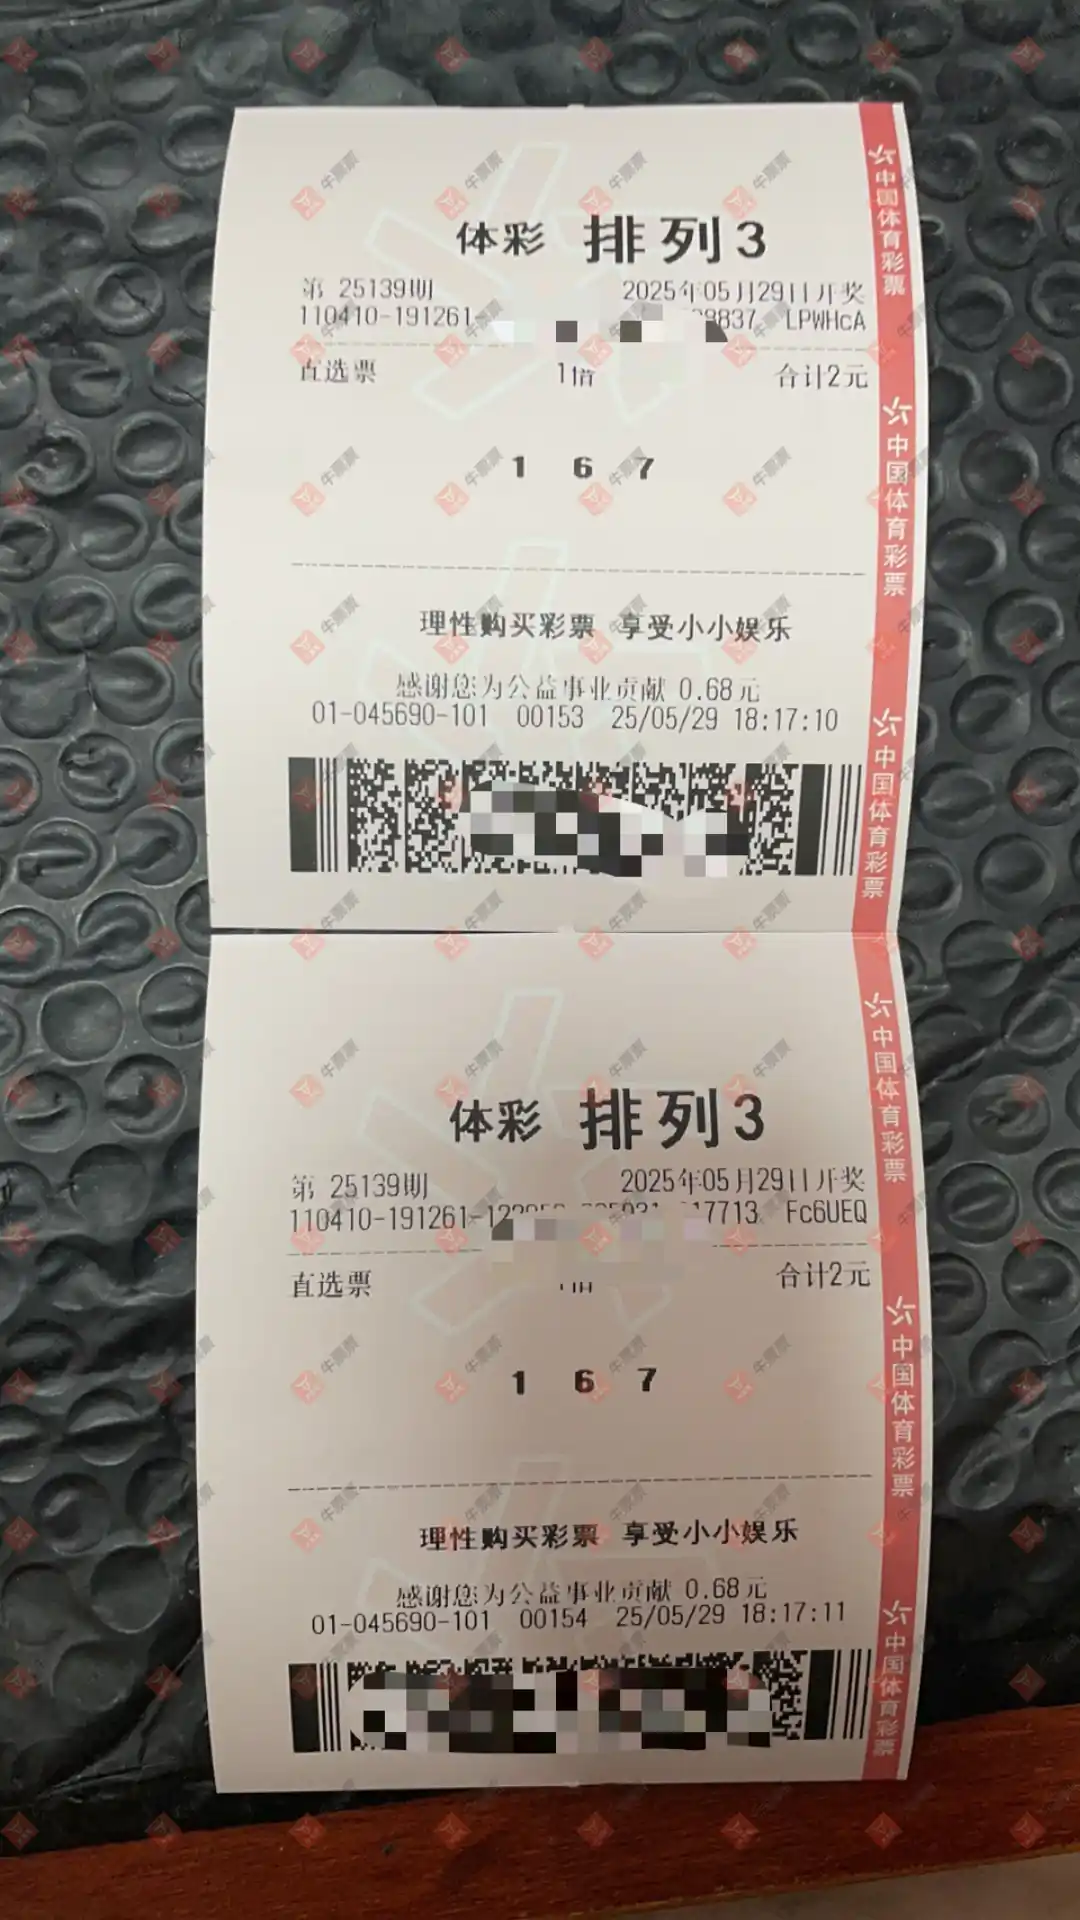 体彩 排列3
第 25139期 2025年05月29日开奖
110410-191261- 8837 LPWHcA
直选票 1倍 合计2元
1 6 7
理性购买彩票 享受小小娱乐
感谢您为公益事业贡献 0.68元
01-045690-101 00153 25/05/29 18:17:10
中国体育彩票
中国体育彩票
中国体育彩票
体彩 排列3
第 25139期 2025年05月29日开奖
110410-191261- 17713 Fc6UEQ
直选票 合计2元
1 6 7
理性购买彩票 享受小小娱乐
感谢您为公益事业贡献 0.68元
01-045690-101 00154 25/05/29 18:17:11
中国体育彩票
中国体育彩票
中国体育彩票
牛票票